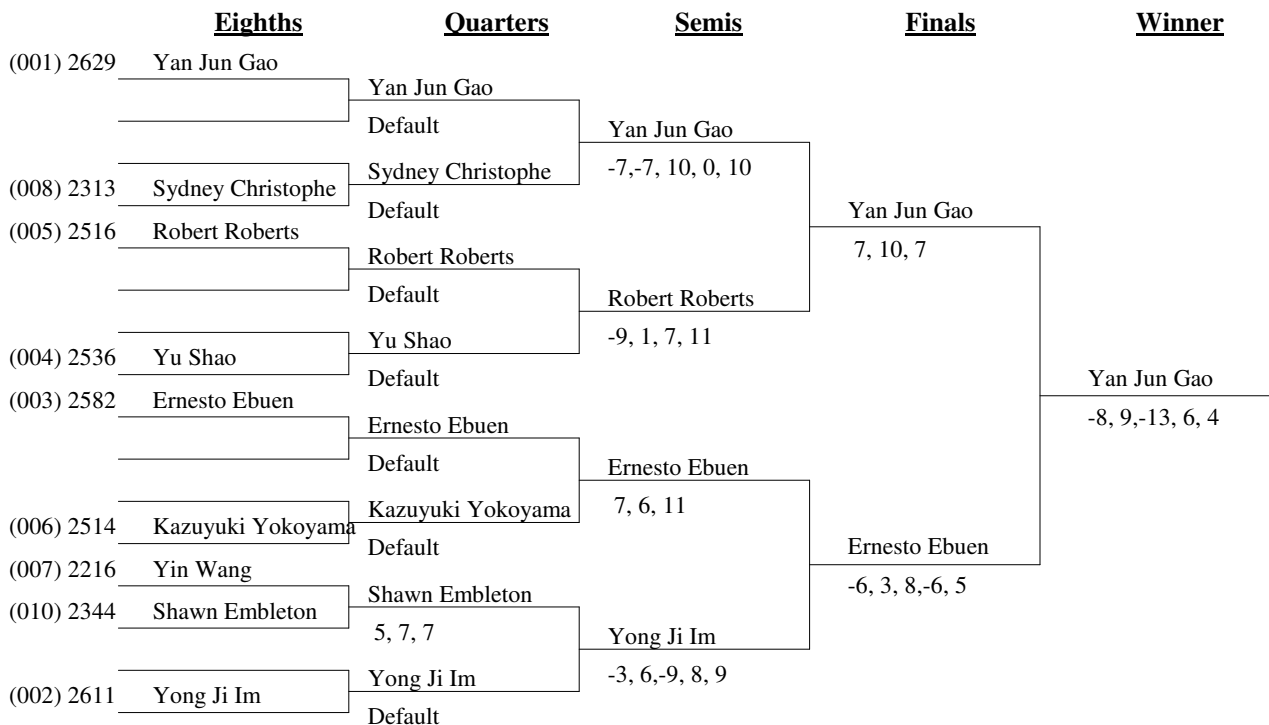 Eighths Quarters Semis Finals Winner
(001) 2629 Yan Jun Gao
Yan Jun Gao
Default
Yan Jun Gao
-7,-7, 10, 0, 10
Sydney Christophe
(008) 2313 Sydney Christophe
Default
Yan Jun Gao
7, 10, 7
(005) 2516 Robert Roberts
Robert Roberts
Default
Robert Roberts
-9, 1, 7, 11
Yu Shao
(004) 2536 Yu Shao
Default
Yan Jun Gao
-8, 9,-13, 6, 4
(003) 2582 Ernesto Ebuen
Ernesto Ebuen
Default
Ernesto Ebuen
7, 6, 11
Kazuyuki Yokoyama
(006) 2514 Kazuyuki Yokoyama
Default
Ernesto Ebuen
-6, 3, 8,-6, 5
(007) 2216 Yin Wang
Shawn Embleton
(010) 2344 Shawn Embleton
5, 7, 7
Yong Ji Im
-3, 6,-9, 8, 9
Yong Ji Im
(002) 2611 Yong Ji Im
Default